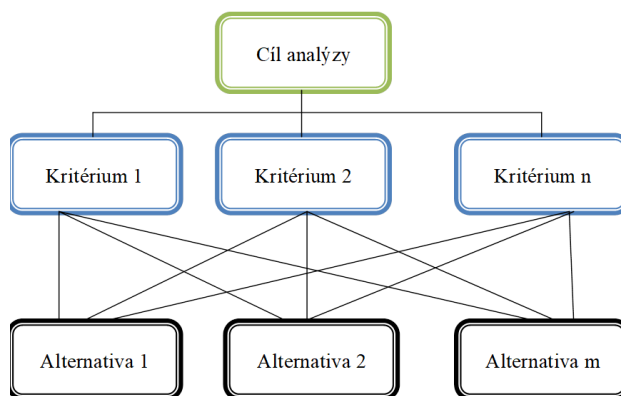 Cíl analýzy
Kritérium 1
Kritérium 2
Kritérium n
Alternativa 1
Alternativa 2
Alternativa m